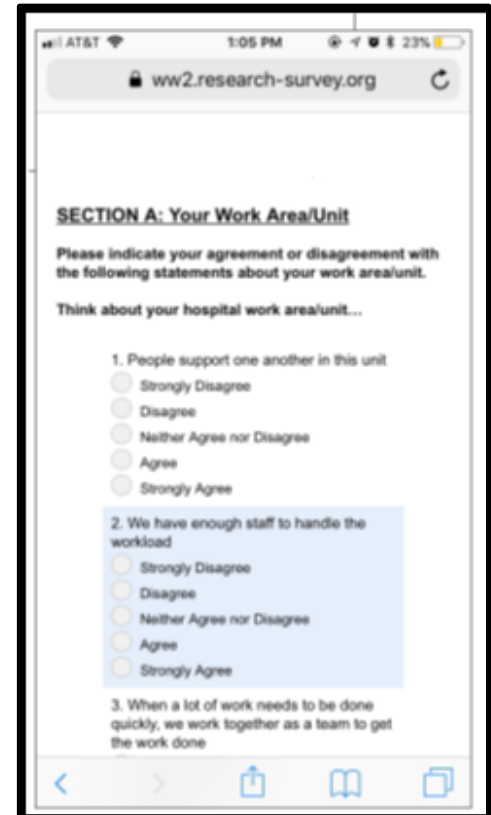 AT&T 1:05 PM 23%
ww2.research-survey.org
SECTION A: Your Work Area/Unit
Please indicate your agreement or disagreement with
the following statements about your work area/unit.
Think about your hospital work area/unit...
1. People support one another in this unit
Strongly Disagree
Disagree
Neither Agree nor Disagree
Agree
Strongly Agree
2. We have enough staff to handle the
workload
Strongly Disagree
Disagree
Neither Agree nor Disagree
Agree
Strongly Agree
3. When a lot of work needs to be done
quickly, we work together as a team to get
the work done